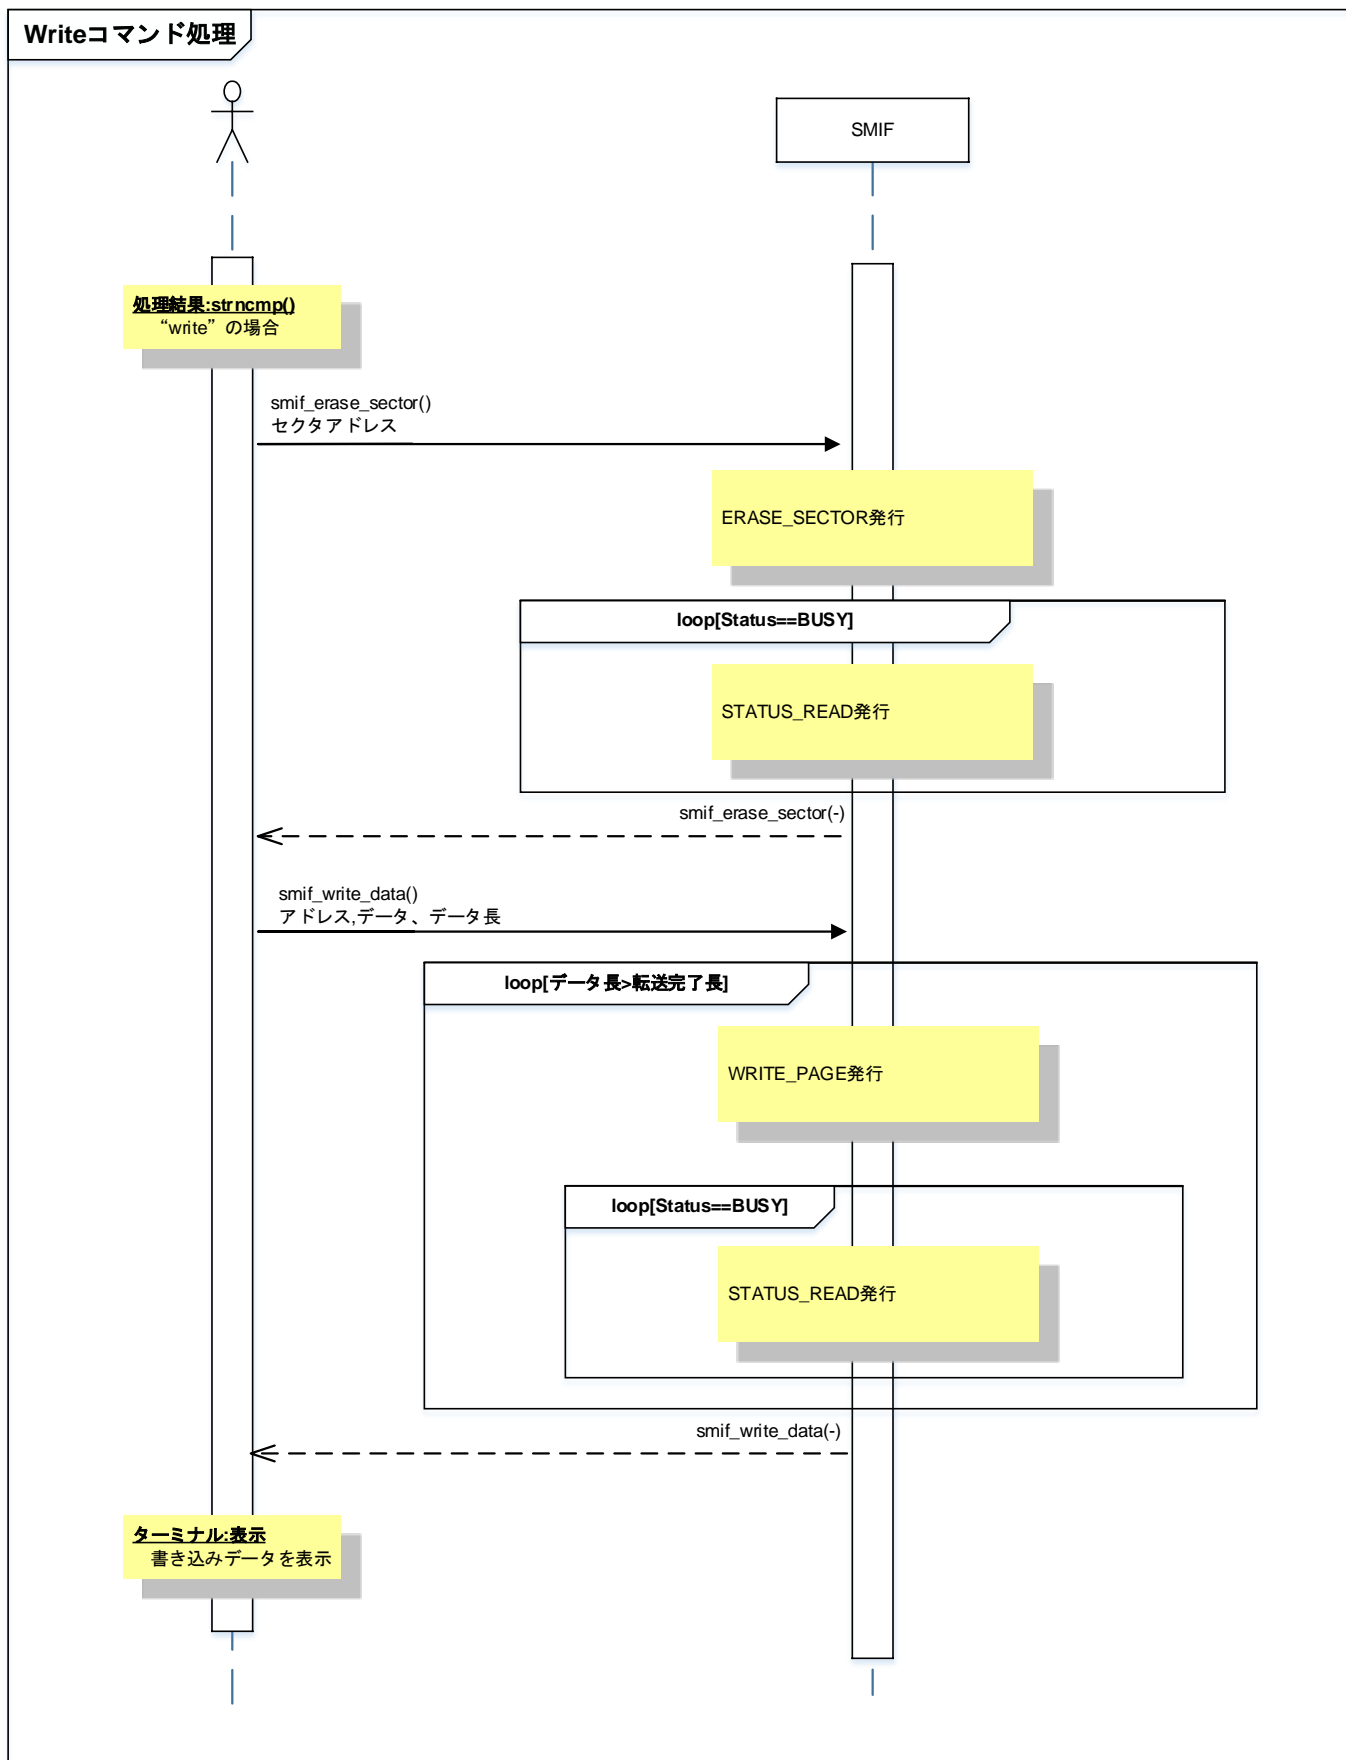 Writeコマンド処理
SMIF
処理結果:strncmp()
“write”の場合
smif_erase_sector()
セクタアドレス
ERASE_SECTOR発行
loop[Status==BUSY]
STATUS_READ発行
smif_erase_sector(-)
smif_write_data()
アドレス,データ、データ長
loop[データ長>転送完了長]
WRITE_PAGE発行
loop[Status==BUSY]
STATUS_READ発行
smif_write_data(-)
ターミナル:表示
書き込みデータを表示